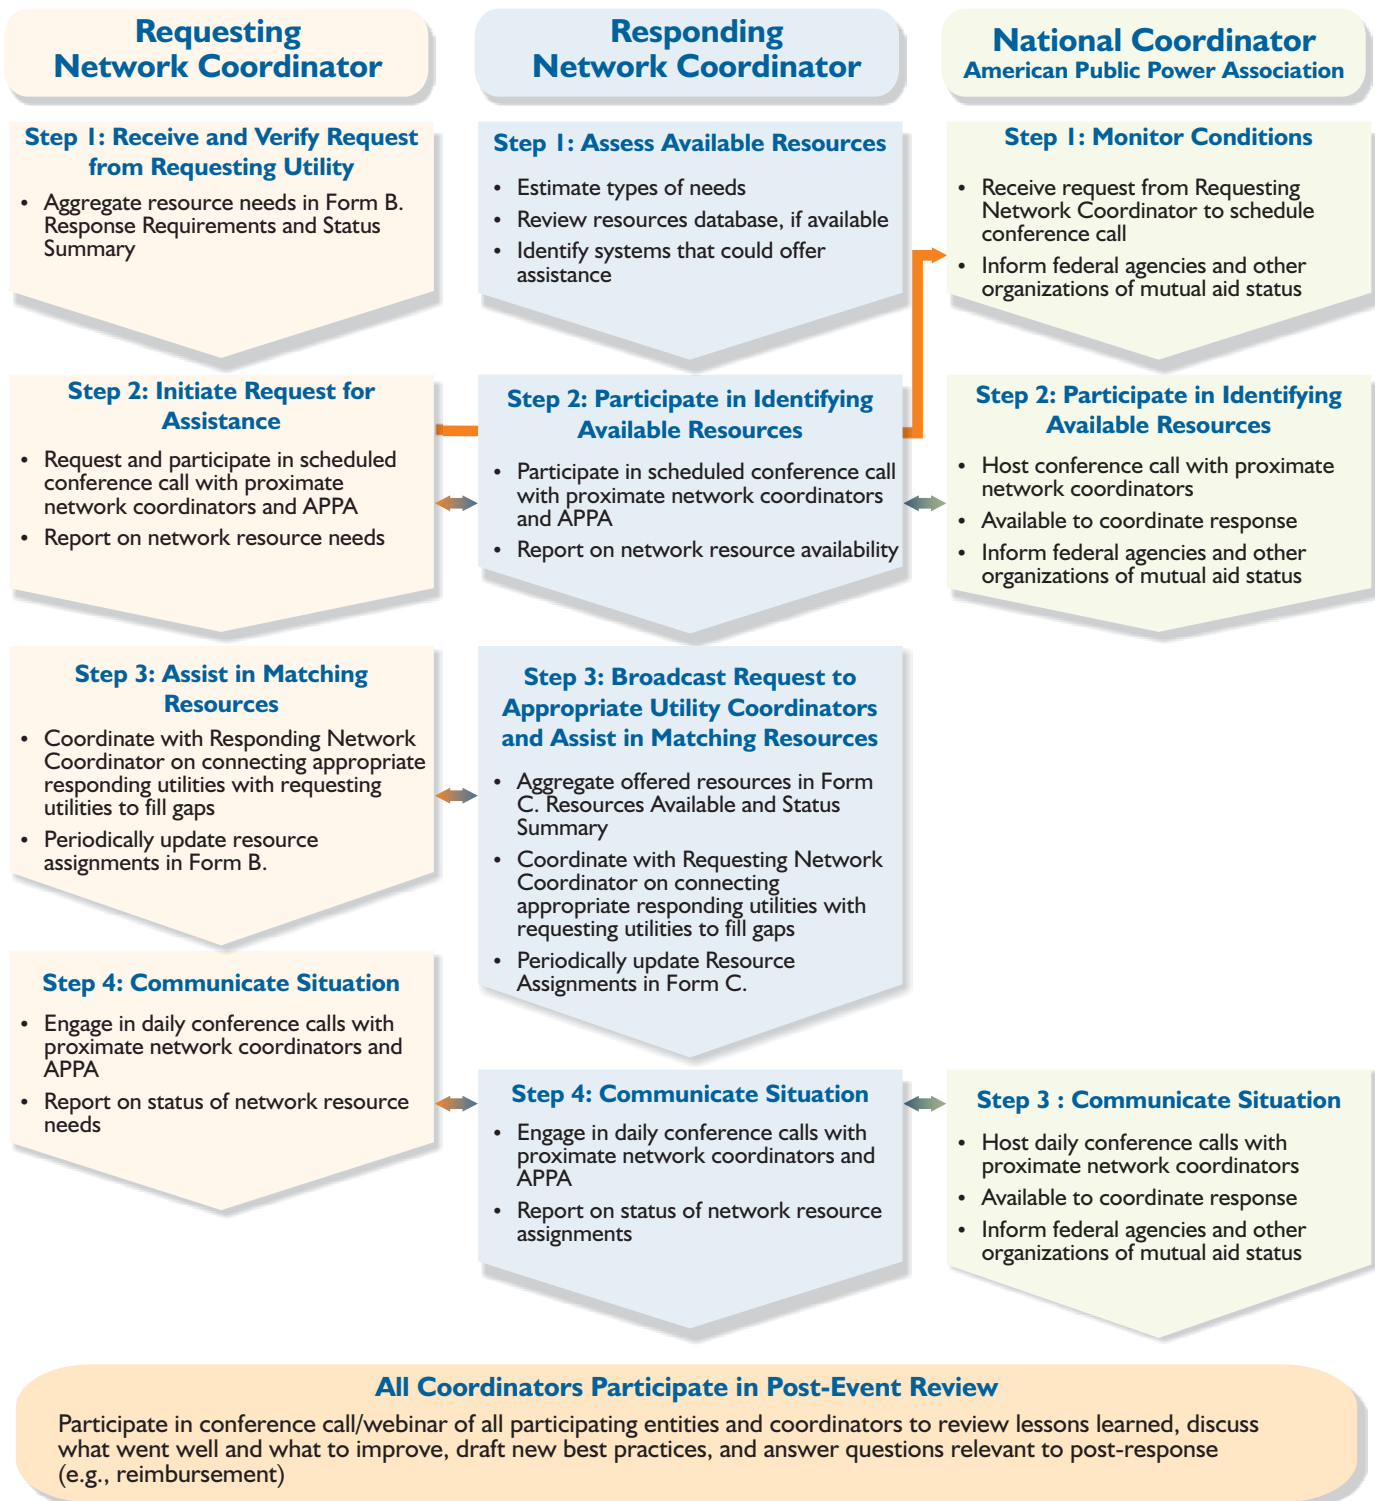 Requesting
Network Coordinator
Step 1: Receive and Verify Request
from Requesting Utility
• Aggregate resource needs in Form B.
Response Requirements and Status
Summary
Step 2: Initiate Request for
Assistance
• Request and participate in scheduled
conference call with proximate
network coordinators and APPA
• Report on network resource needs
Step 3: Assist in Matching
Resources
• Coordinate with Responding Network
Coordinator on connecting appropriate
responding utilities with requesting
utilities to fill gaps
• Periodically update resource
assignments in Form B.
Step 4: Communicate Situation
• Engage in daily conference calls with
proximate network coordinators and
APPA
• Report on status of network resource
needs
Responding
Network Coordinator
Step 1: Assess Available Resources
• Estimate types of needs
• Review resources database, if available
• Identify systems that could offer
assistance
Step 2: Participate in Identifying
Available Resources
• Participate in scheduled conference call
with proximate network coordinators
and APPA
• Report on network resource availability
Step 3: Broadcast Request to
Appropriate Utility Coordinators
and Assist in Matching Resources
• Aggregate offered resources in Form
C. Resources Available and Status
Summary
• Coordinate with Requesting Network
Coordinator on connecting
appropriate responding utilities with
requesting utilities to fill gaps
• Periodically update Resource
Assignments in Form C.
Step 4: Communicate Situation
• Engage in daily conference calls with
proximate network coordinators and
APPA
• Report on status of network resource
assignments
National Coordinator
American Public Power Association
Step 1: Monitor Conditions
• Receive request from Requesting
Network Coordinator to schedule
conference call
• Inform federal agencies and other
organizations of mutual aid status
Step 2: Participate in Identifying
Available Resources
• Host conference call with proximate
network coordinators
• Available to coordinate response
• Inform federal agencies and other
organizations of mutual aid status
Step 3 : Communicate Situation
• Host daily conference calls with
proximate network coordinators
• Available to coordinate response
• Inform federal agencies and other
organizations of mutual aid status
All Coordinators Participate in Post-Event Review
Participate in conference call/webinar of all participating entities and coordinators to review lessons learned, discuss
what went well and what to improve, draft new best practices, and answer questions relevant to post-response
(e.g., reimbursement)